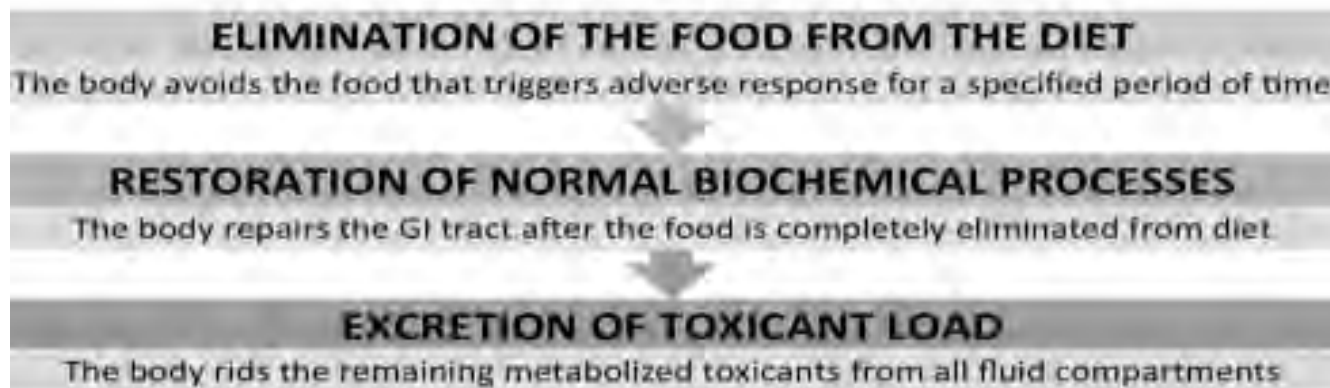 ELIMINATION OF THE FOOD FROM THE DIET
The body avoids the food that triggers adverse response for a specified period of time
RESTORATION OF NORMAL BIOCHEMICAL PROCESSES
The body repairs the GI tract after the food is completely eliminated from diet
EXCRETION OF TOXICANT LOAD
The body rids the remaining metabolized toxicants from all fluid compartments